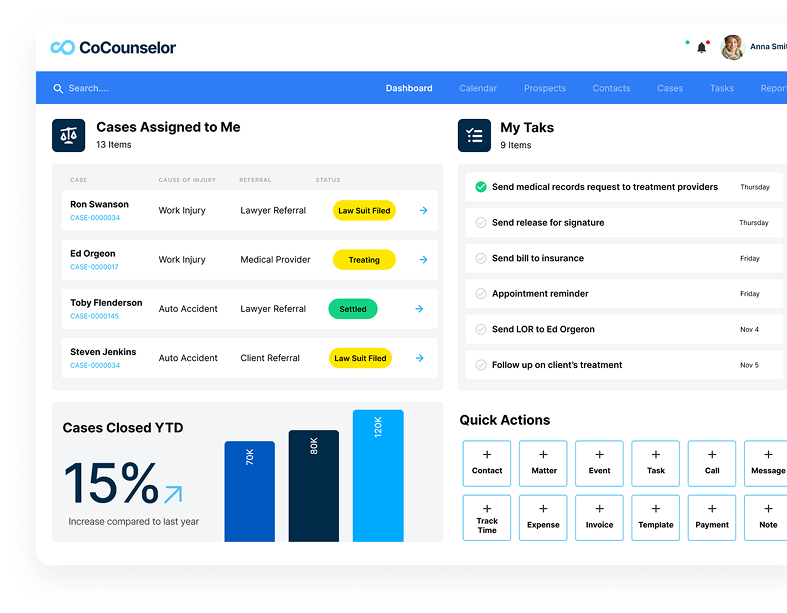 CoCounselor
Anna Smit
Search....
Dashboard
Calendar
Prospects
Contacts
Cases
Tasks
Repor
Cases Assigned to Me
13 Items
CASE
CAUSE OF INJURY
REFERRAL
STATUS
Ron Swanson
CASE-0000034
Work Injury
Lawyer Referral
Law Suit Filed
Ed Orgeon
CASE-0000017
Work Injury
Medical Provider
Treating
Toby Flenderson
CASE-0000145
Auto Accident
Lawyer Referral
Settled
Steven Jenkins
CASE-0000034
Auto Accident
Client Referral
Law Suit Filed
My Taks
9 Items
Send medical records request to treatment providers
Thursday
Send release for signature
Thursday
Send bill to insurance
Friday
Appointment reminder
Friday
Send LOR to Ed Orgeron
Nov 4
Follow up on client's treatment
Nov 5
Cases Closed YTD
15%
Increase compared to last year
70K
80K
120K
Quick Actions
+
Contact
+
Matter
+
Event
+
Task
+
Call
+
Message
+
Track
Time
+
Expense
+
Invoice
+
Template
+
Payment
+
Note